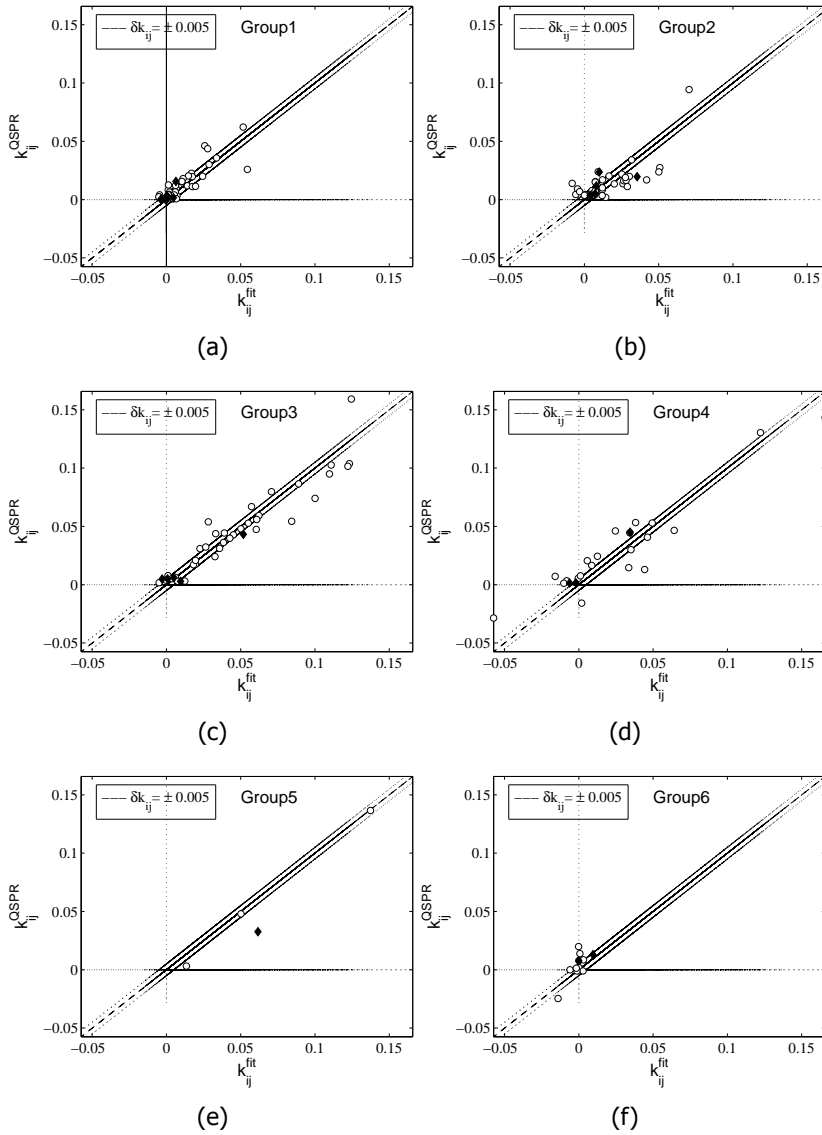 --- δk_ij = ± 0.005
Group1
0.15
0.1
0.05
0
−0.05
k_ij^QSPR
−0.05 0 0.05 0.1 0.15
k_ij^fit
(a)
--- δk_ij = ± 0.005
Group2
0.15
0.1
0.05
0
−0.05
k_ij^QSPR
−0.05 0 0.05 0.1 0.15
k_ij^fit
(b)
--- δk_ij = ± 0.005
Group3
0.15
0.1
0.05
0
−0.05
k_ij^QSPR
−0.05 0 0.05 0.1 0.15
k_ij^fit
(c)
--- δk_ij = ± 0.005
Group4
0.15
0.1
0.05
0
−0.05
k_ij^QSPR
−0.05 0 0.05 0.1 0.15
k_ij^fit
(d)
--- δk_ij = ± 0.005
Group5
0.15
0.1
0.05
0
−0.05
k_ij^QSPR
−0.05 0 0.05 0.1 0.15
k_ij^fit
(e)
--- δk_ij = ± 0.005
Group6
0.15
0.1
0.05
0
−0.05
k_ij^QSPR
−0.05 0 0.05 0.1 0.15
k_ij^fit
(f)